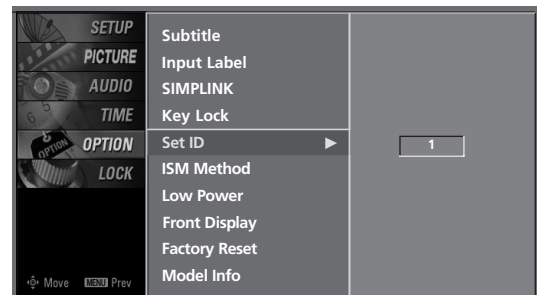 SETUP
PICTURE
AUDIO
TIME
OPTION
LOCK
Move MENU Prev
Subtitle
Input Label
SIMPLINK
Key Lock
Set ID ▶
ISM Method
Low Power
Front Display
Factory Reset
Model Info
1